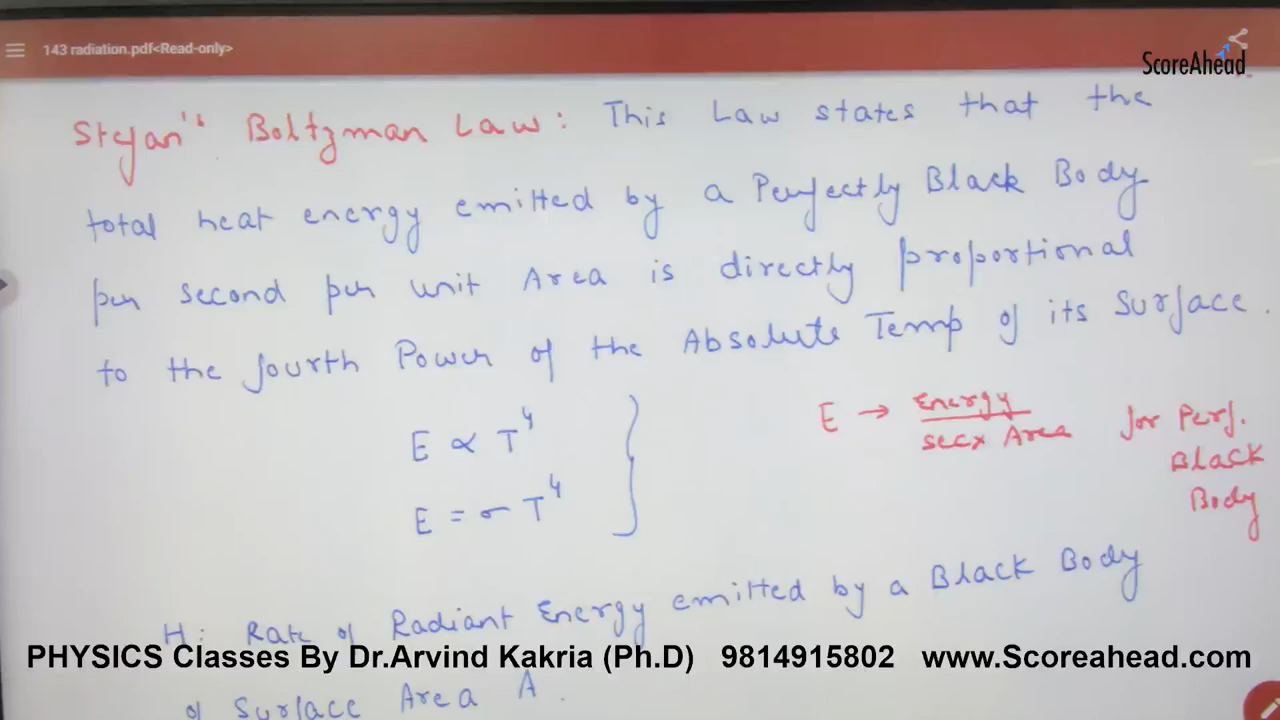 143 radiation.pdf<Read-only>
ScoreAhead
Stefan's Boltzman Law: This Law states that the
total heat energy emitted by a Perfectly Black Body
per second per unit Area is directly proportional
to the fourth Power of the Absolute Temp of its Surface.
E ∝ T⁴
E = σ T⁴
E → Energy / sec x Area for Perf.
Black
Body
H: Rate of Radiant Energy emitted by a Black Body
of Surface Area A.
PHYSICS Classes By Dr.Arvind Kakria (Ph.D) 9814915802 www.Scoreahead.com